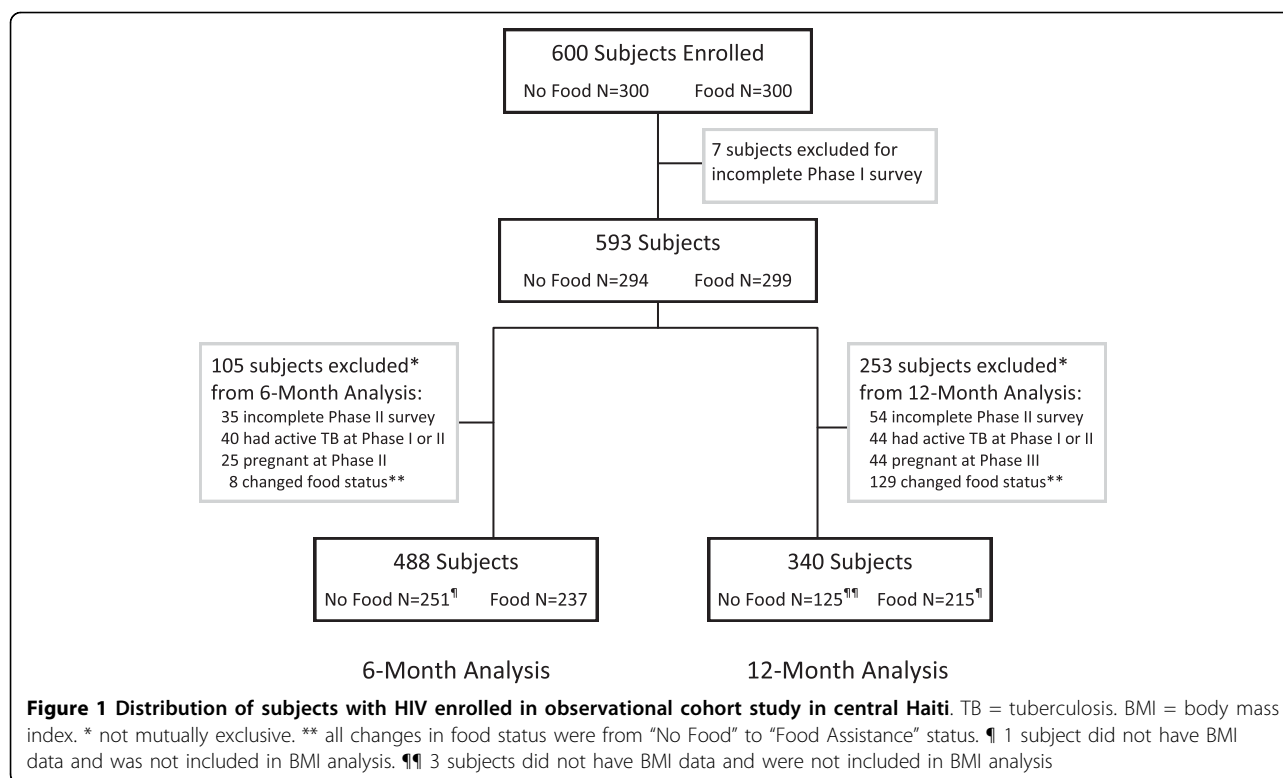 600 Subjects Enrolled
No Food N=300 Food N=300
7 subjects excluded for
incomplete Phase I survey
593 Subjects
No Food N=294 Food N=299
105 subjects excluded*
from 6-Month Analysis:
35 incomplete Phase II survey
40 had active TB at Phase I or II
25 pregnant at Phase II
8 changed food status**
253 subjects excluded*
from 12-Month Analysis:
54 incomplete Phase II survey
44 had active TB at Phase I or II
44 pregnant at Phase III
129 changed food status**
488 Subjects
No Food N=251¶ Food N=237
340 Subjects
No Food N=125¶¶ Food N=215¶
6-Month Analysis
12-Month Analysis
Figure 1 Distribution of subjects with HIV enrolled in observational cohort study in central Haiti. TB = tuberculosis. BMI = body mass
index. * not mutually exclusive. ** all changes in food status were from “No Food” to “Food Assistance” status. ¶ 1 subject did not have BMI
data and was not included in BMI analysis. ¶¶ 3 subjects did not have BMI data and were not included in BMI analysis